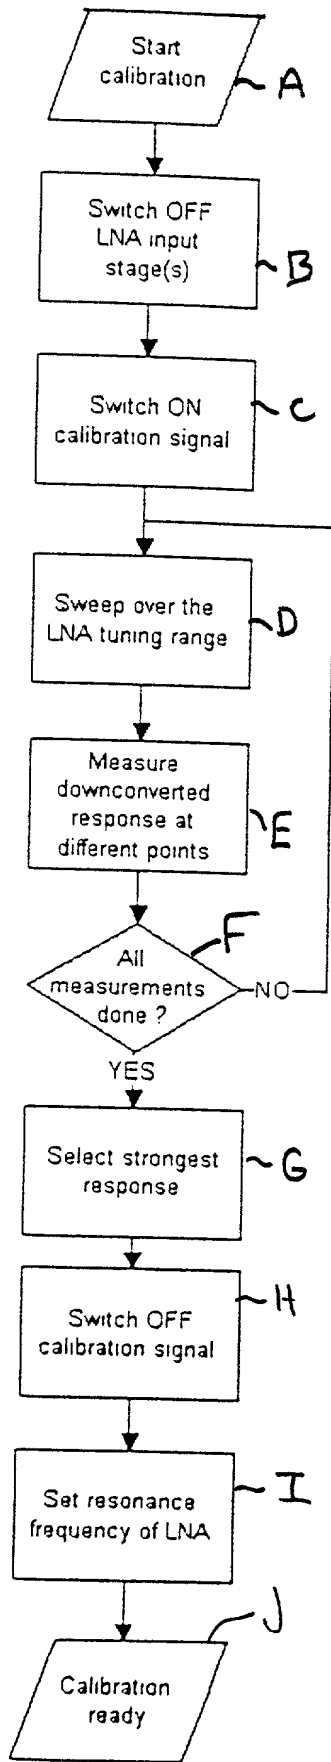 Start
calibration
A
Switch OFF
LNA input
stage(s)
B
Switch ON
calibration signal
C
Sweep over the
LNA tuning range
D
Measure
downconverted
response at
different points
E
F
All
measurements
done ?
NO
YES
Select strongest
response
G
Switch OFF
calibration signal
H
Set resonance
frequency of LNA
I
J
Calibration
ready